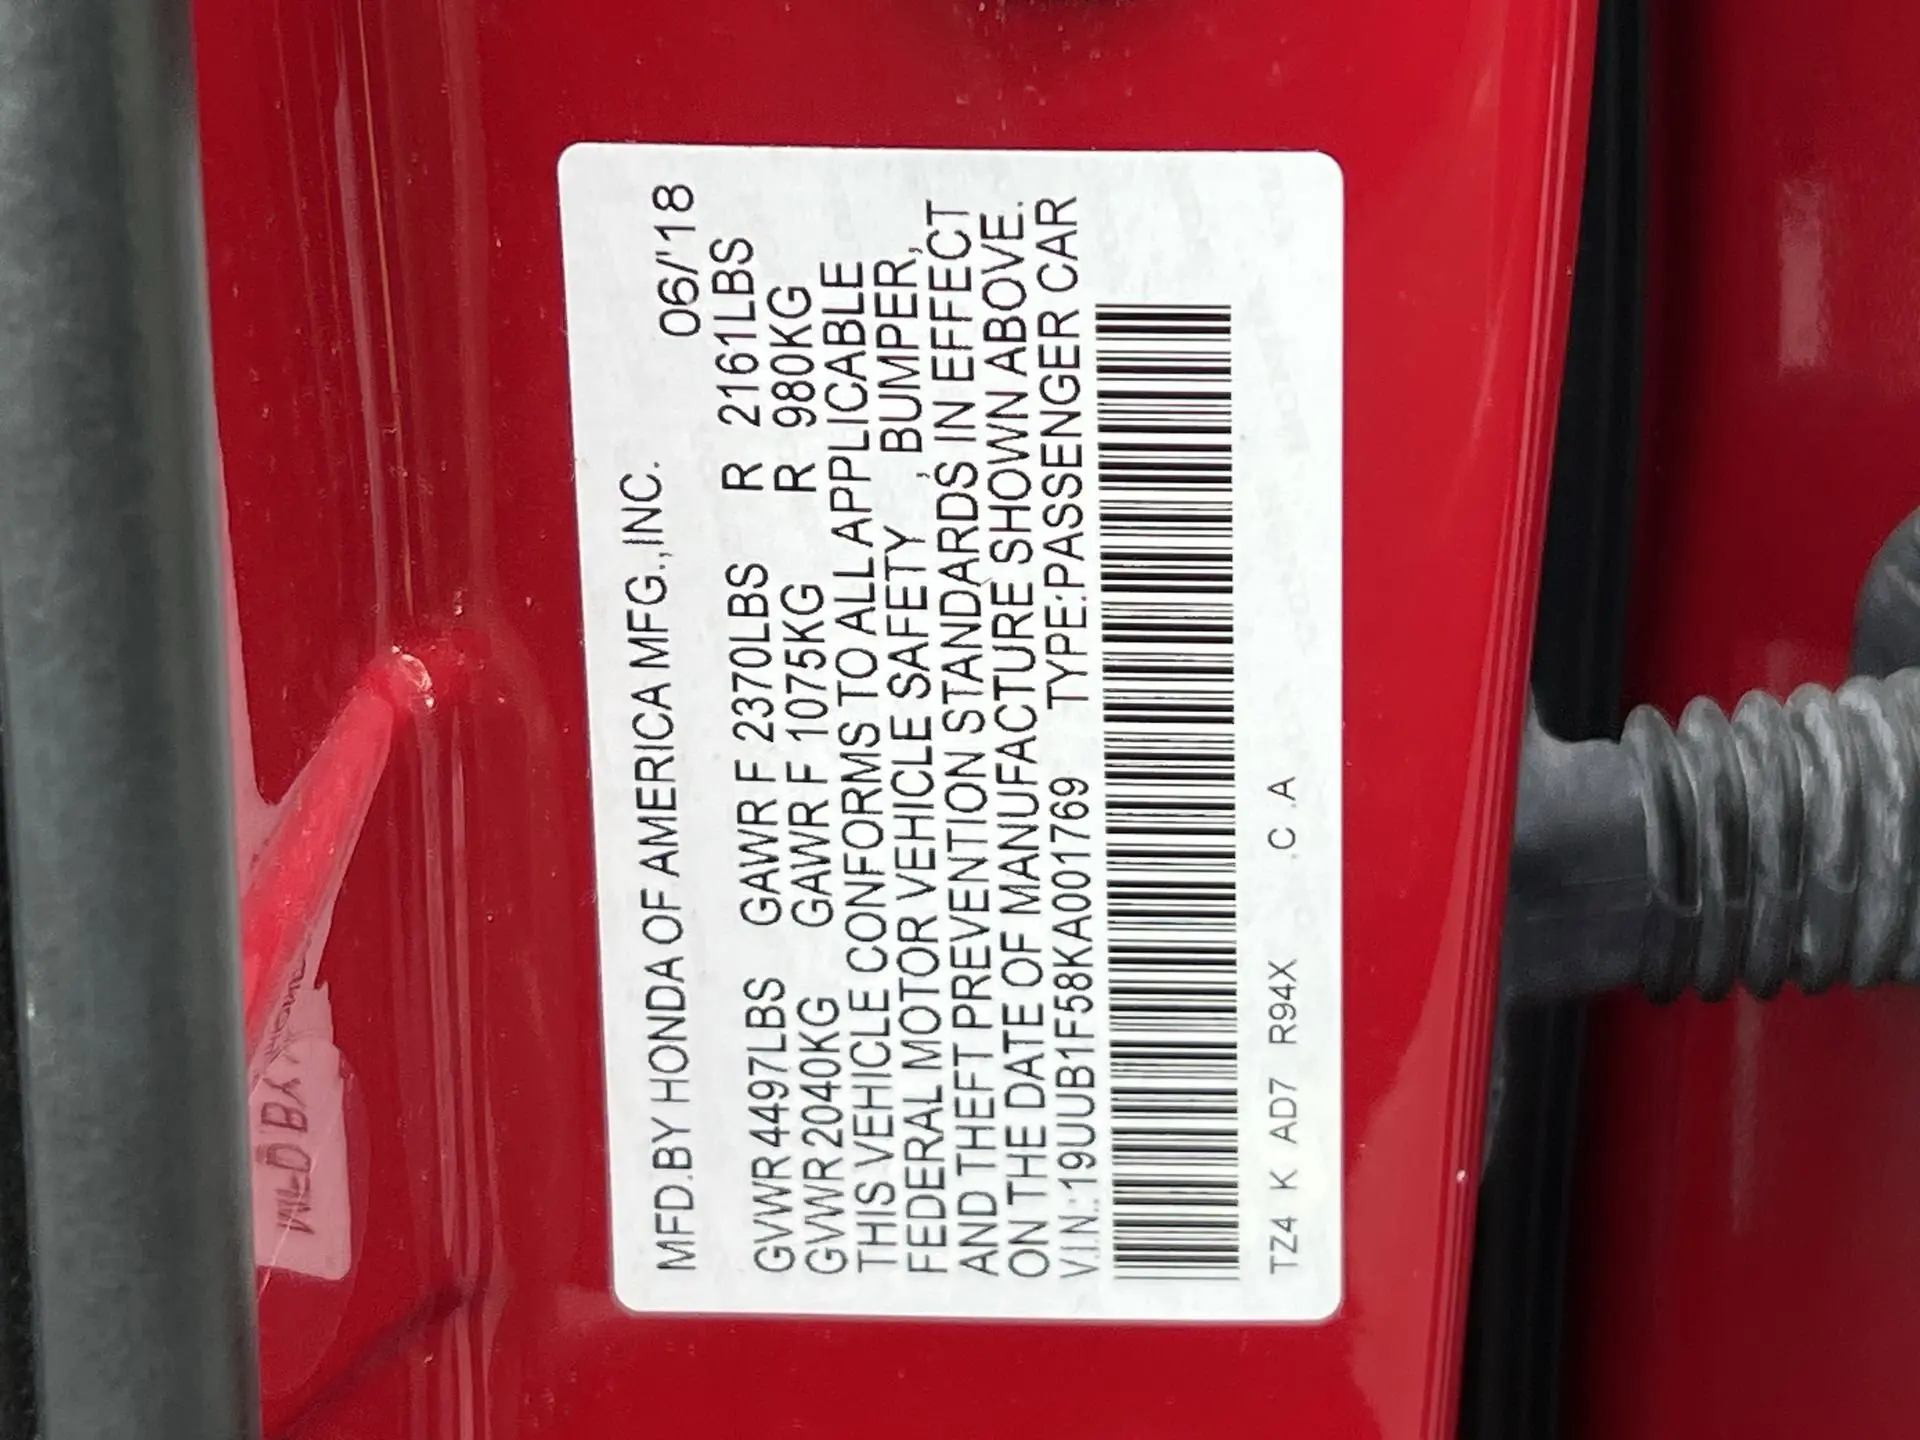 MFD.BY HONDA OF AMERICA MFG.,INC. 06/'18
GVWR 4497LBS GAWR F 2370LBS R 2161LBS
GVWR 2040KG GAWR F 1075KG R 980KG
THIS VEHICLE CONFORMS TO ALL APPLICABLE
FEDERAL MOTOR VEHICLE SAFETY , BUMPER,
AND THEFT PREVENTION STANDARDS IN EFFECT
ON THE DATE OF MANUFACTURE SHOWN ABOVE.
V.I.N.:19UUB1F58KA001769 TYPE:PASSENGER CAR
TZ4 K AD7 R94X .C .A